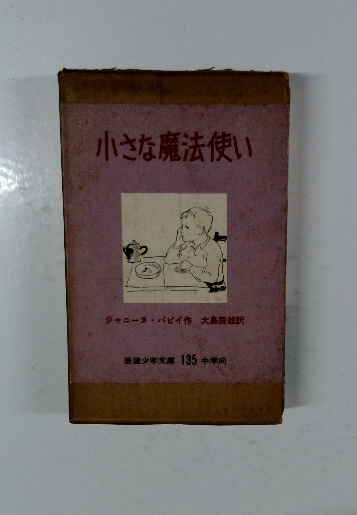 小さな魔法使い
ジャニーヌ・パピイ作 大島辰雄訳
岩波少年文庫 135 中学向